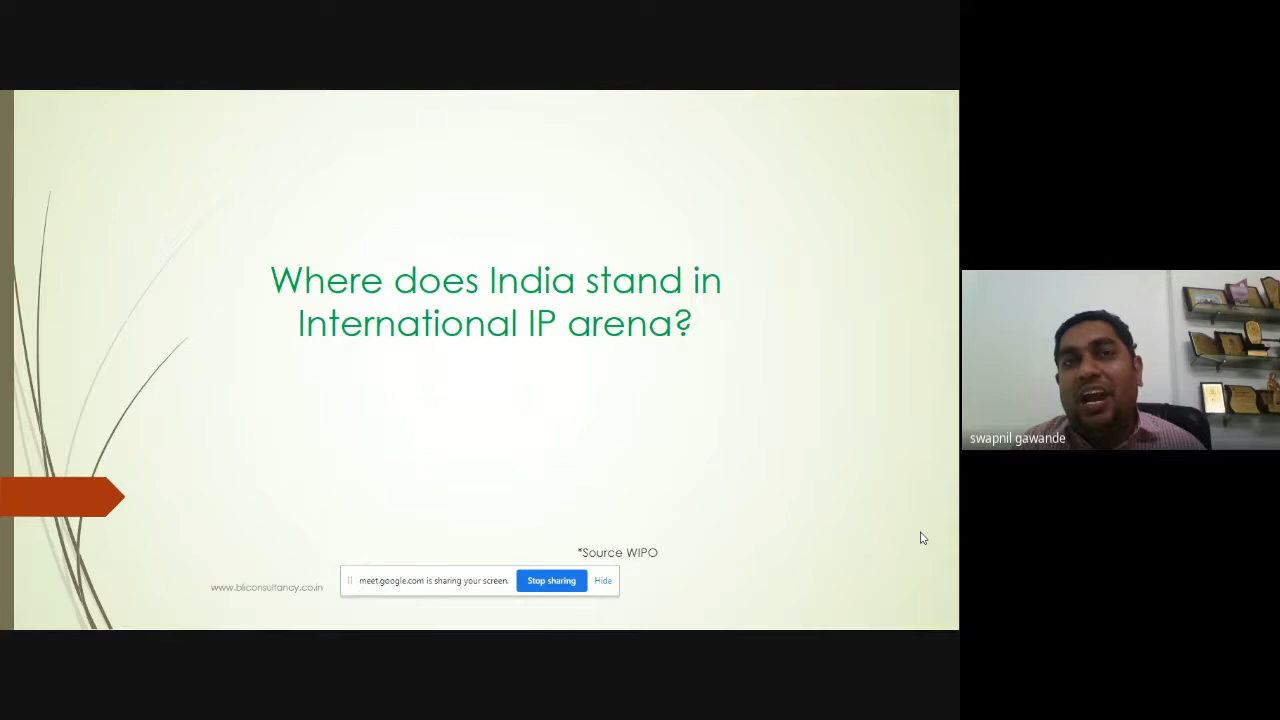 Where does India stand in
International IP arena?
*Source WIPO
www.bliconsultancy.co.in
meet.google.com is sharing your screen.
Stop sharing
Hide
swapnil gawande